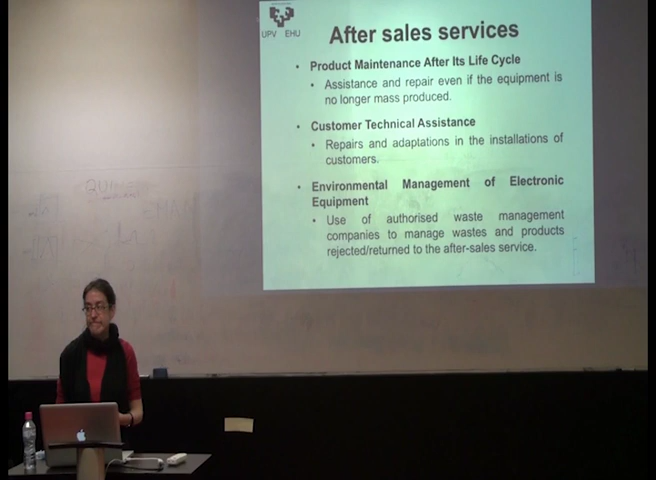 UPV EHU
After sales services
• Product Maintenance After Its Life Cycle
• Assistance and repair even if the equipment is
no longer mass produced.
• Customer Technical Assistance
• Repairs and adaptations in the installations of
customers.
• Environmental Management of Electronic
Equipment
• Use of authorised waste management
companies to manage wastes and products
rejected/returned to the after-sales service.